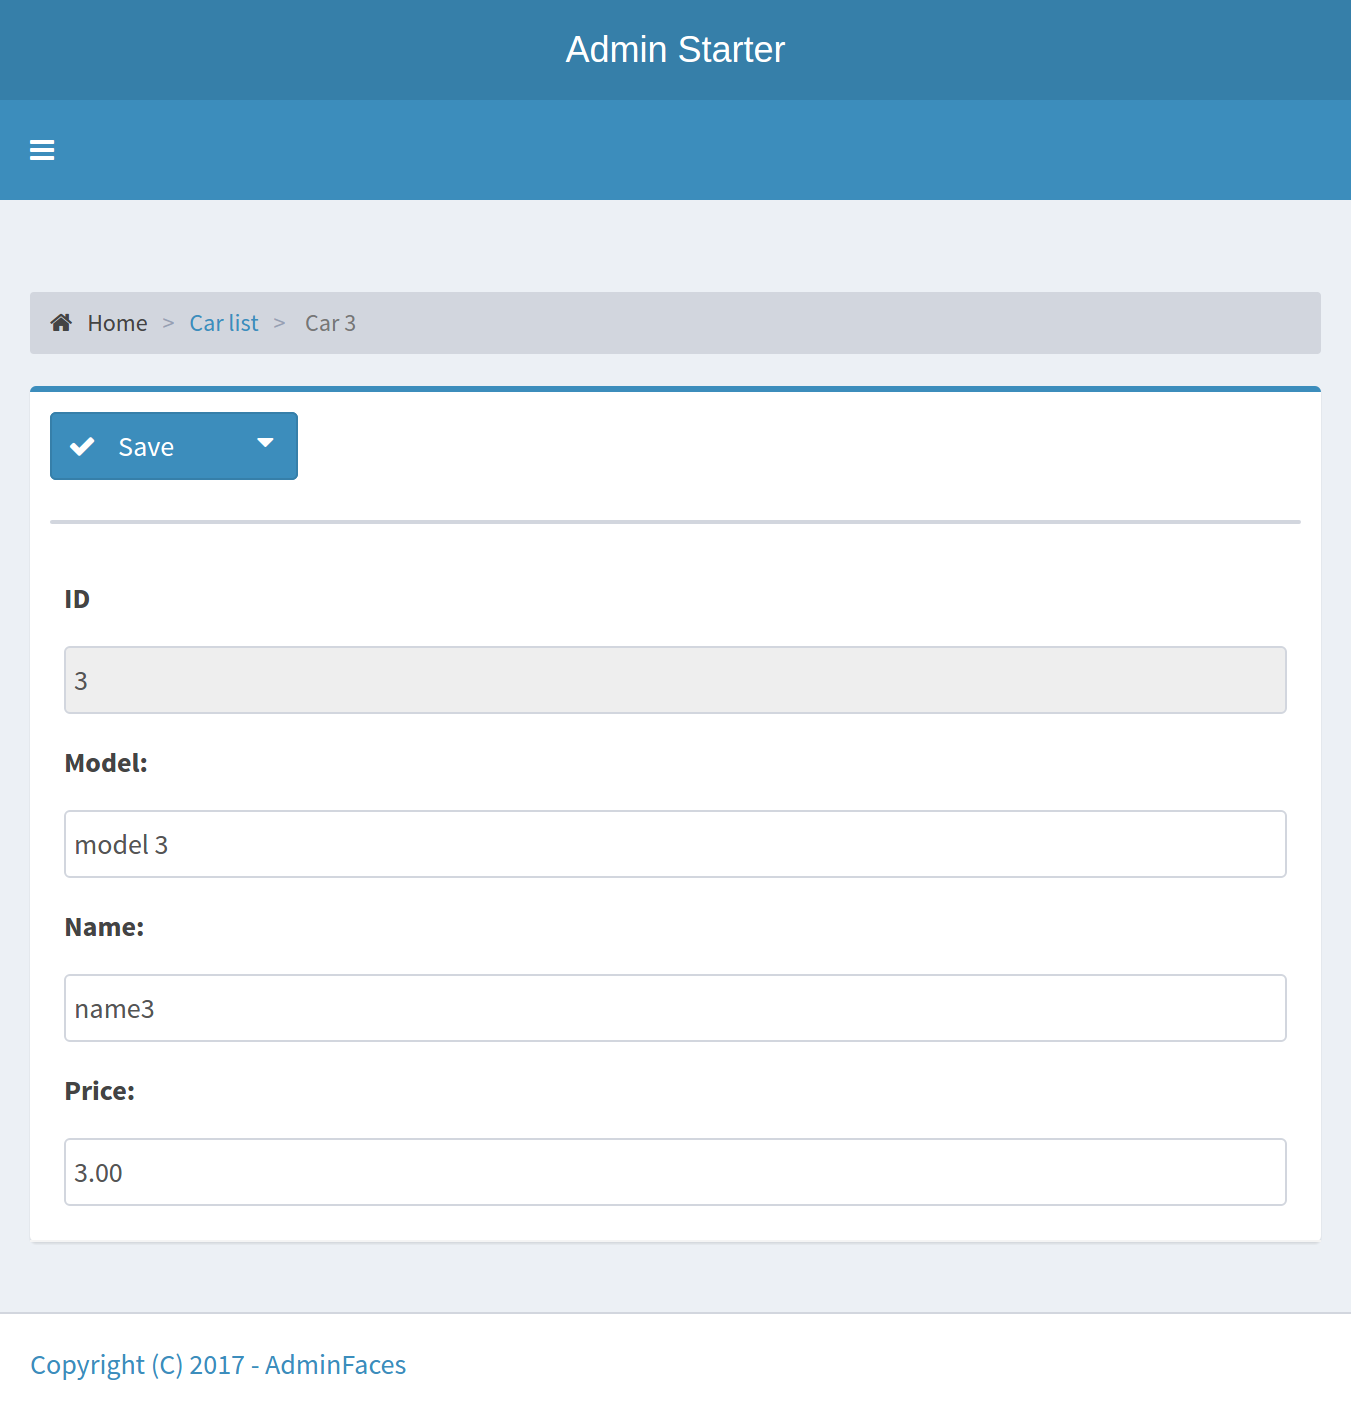 Admin Starter
Home > Car list > Car 3
Save
ID
3
Model:
model 3
Name:
name3
Price:
3.00
Copyright (C) 2017 - AdminFaces